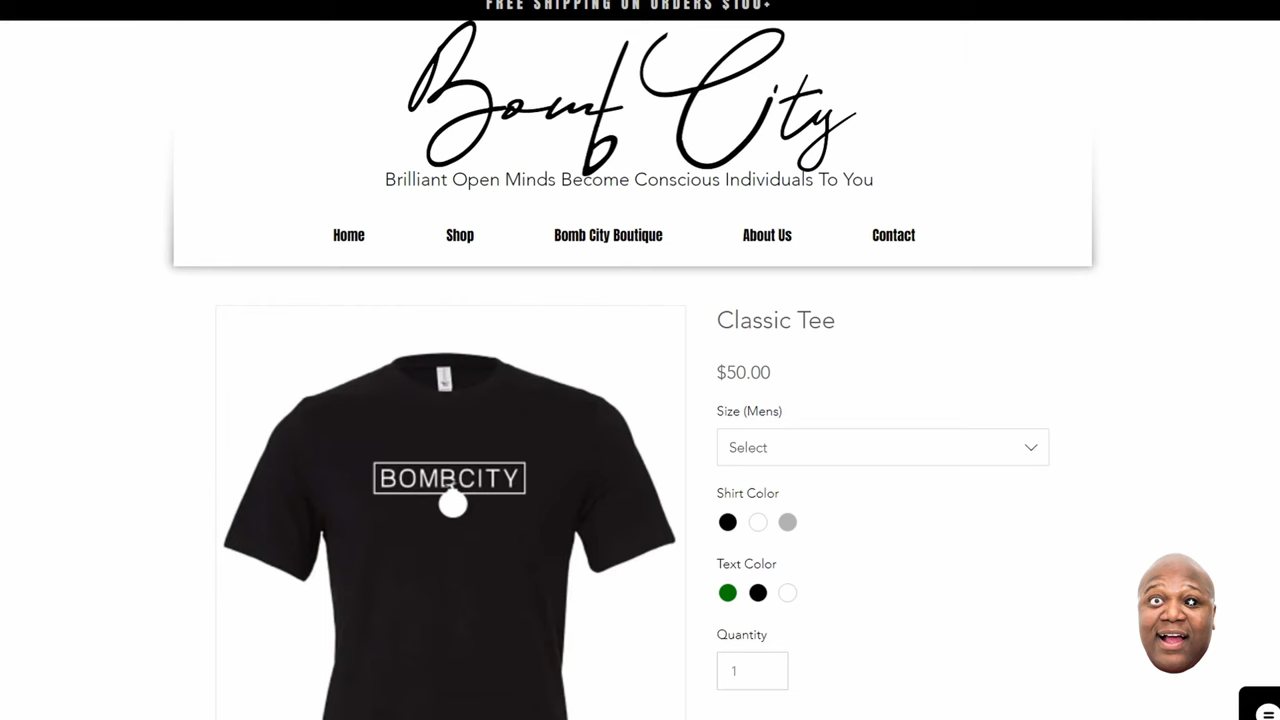 FREE SHIPPING ON ORDERS $100+
Bomb City
Brilliant Open Minds Become Conscious Individuals To You
Home Shop Bomb City Boutique About Us Contact
Classic Tee
$50.00
Size (Mens)
Select
BOMBCITY
Shirt Color
Text Color
Quantity
1